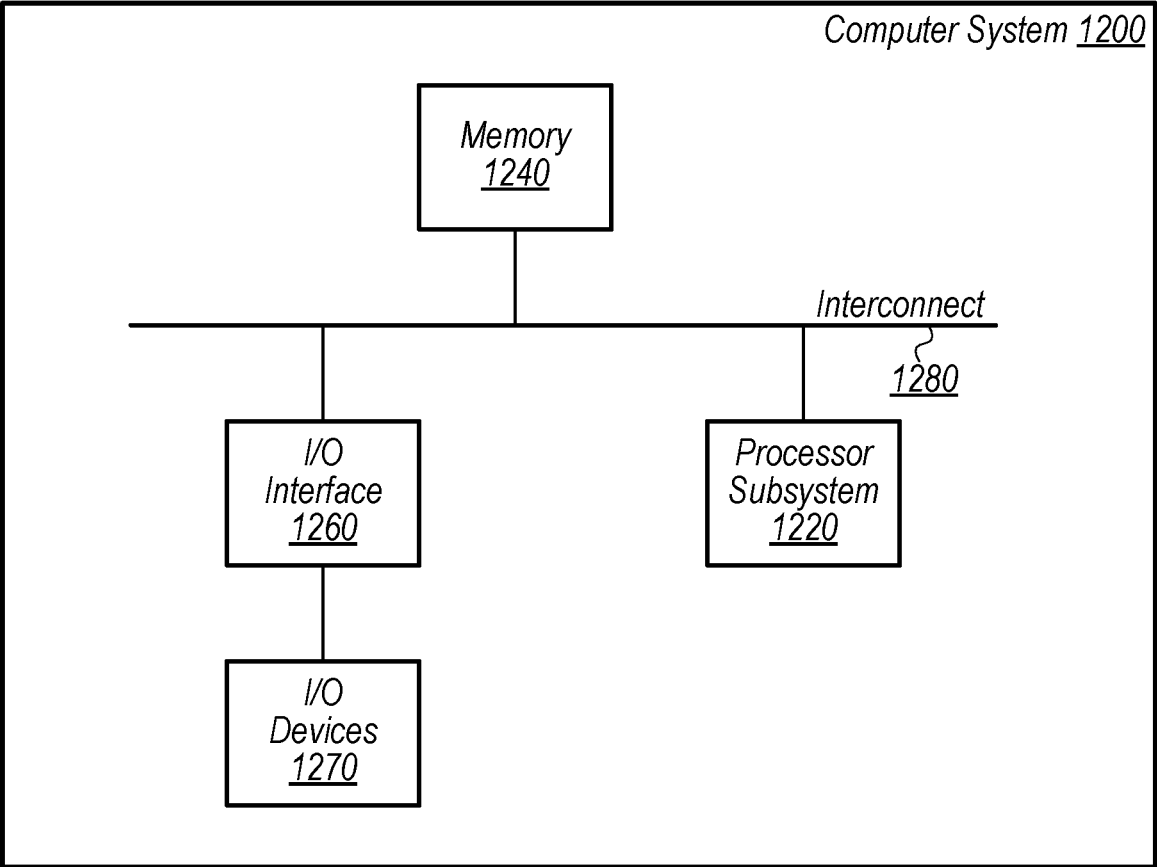 Computer System 1200
Memory
1240
Interconnect
1280
I/O
Interface
1260
Processor
Subsystem
1220
I/O
Devices
1270